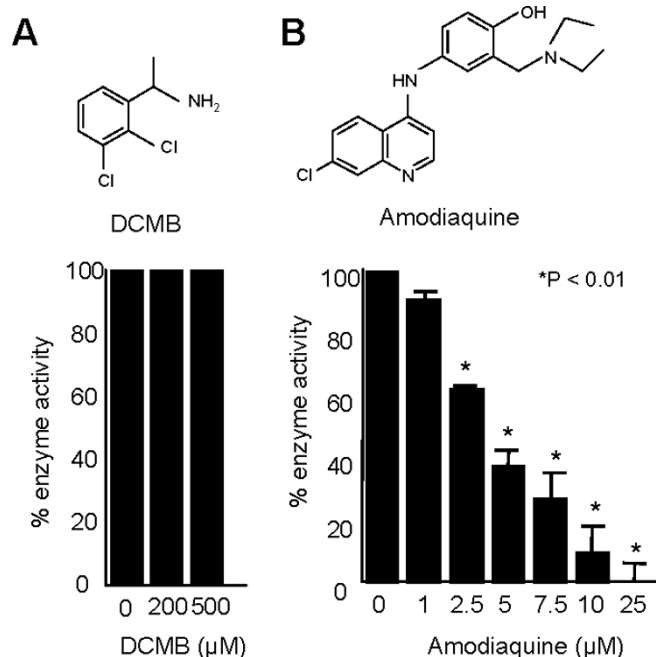 A
NH2
Cl
Cl
DCMB
100
80
60
40
20
0
% enzyme activity
0 200 500
DCMB (µM)
B
OH
N
HN
Cl
N
Amodiaquine
*P < 0.01
100
80
60
40
20
0
% enzyme activity
* * * * *
0 1 2.5 5 7.5 10 25
Amodiaquine (µM)